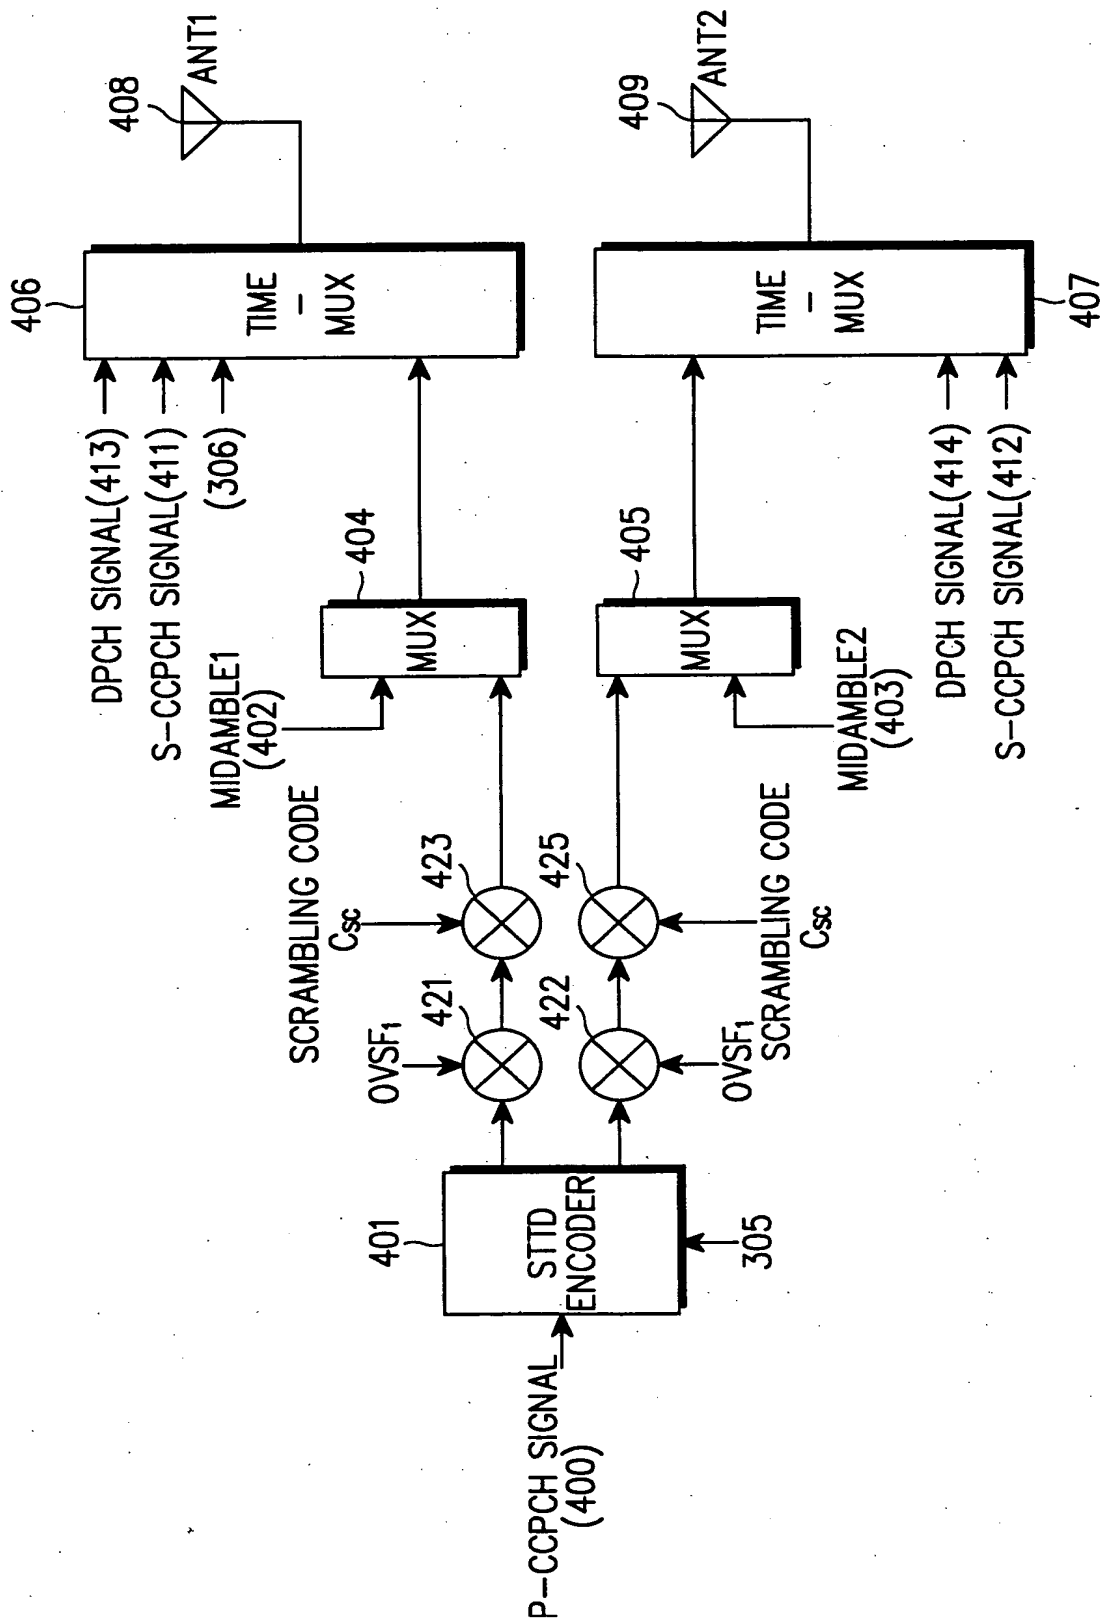 P-CCPCH SIGNAL
(400)
401
STTD
ENCODER
305
OVSF1
421
422
OVSF1
SCRAMBLING CODE
Csc
423
425
Csc
SCRAMBLING CODE
MIDAMBLE1
(402)
404
MUX
405
MUX
MIDAMBLE2
(403)
DPCH SIGNAL(413)
S-CCPCH SIGNAL(411)
(306)
DPCH SIGNAL(414)
S-CCPCH SIGNAL(412)
406
TIME
-
MUX
TIME
-
MUX
407
408
ANT1
409
ANT2